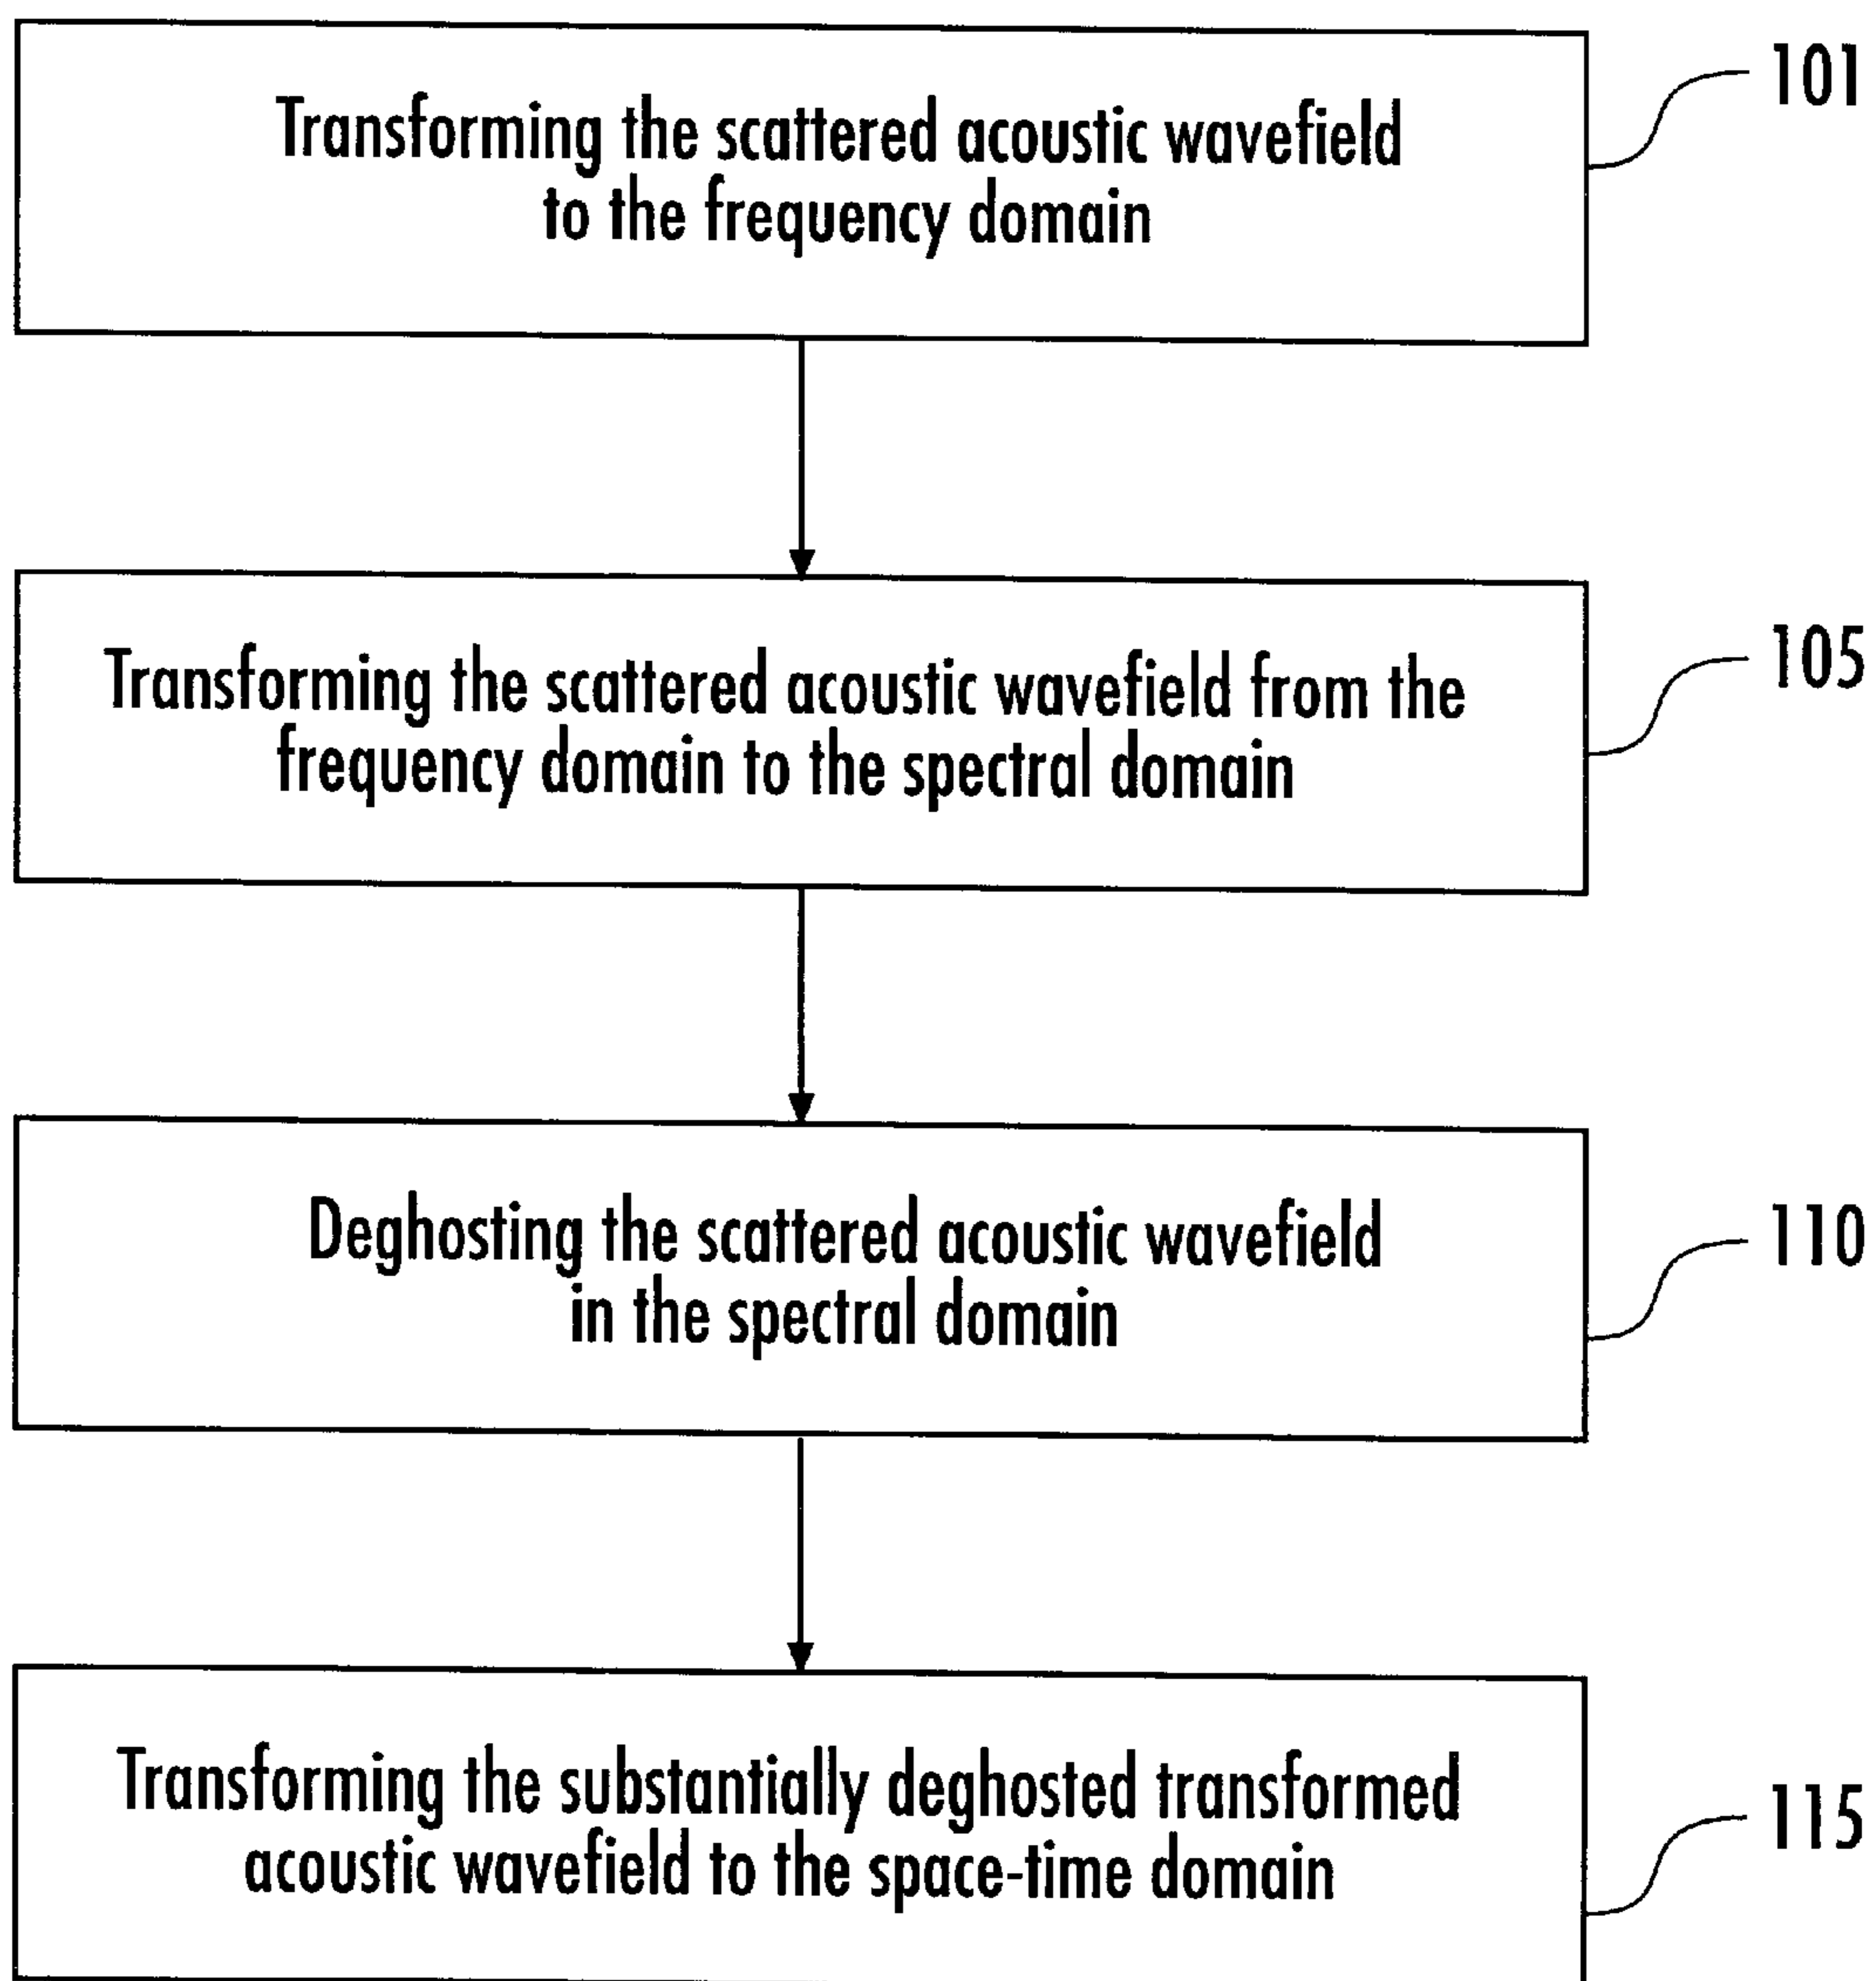 Transforming the scattered acoustic wavefield
to the frequency domain
101
Transforming the scattered acoustic wavefield from the
frequency domain to the spectral domain
105
Deghosting the scattered acoustic wavefield
in the spectral domain
110
Transforming the substantially deghosted transformed
acoustic wavefield to the space-time domain
115